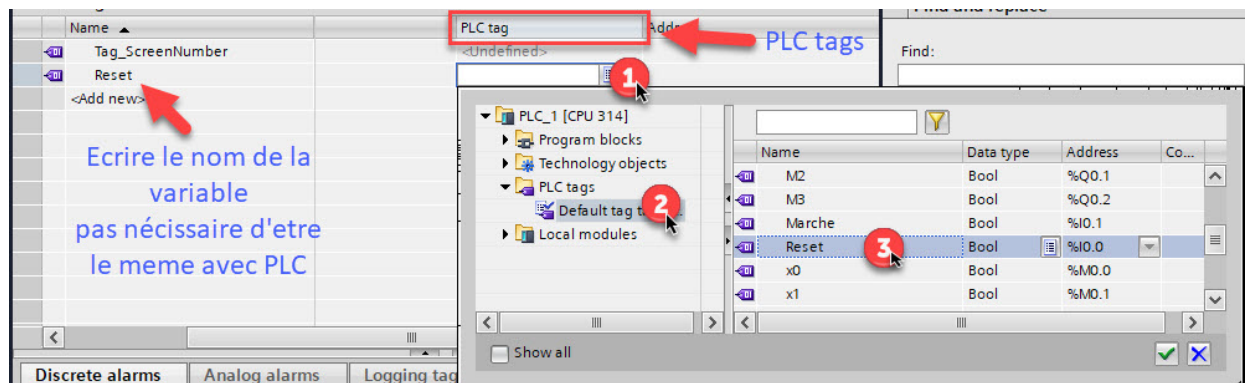 Find and replace
Name
PLC tag
Addr
PLC tags
Tag_ScreenNumber
<Undefined>
Find:
Reset
1
<Add new>
Ecrire le nom de la
variable
pas nécissaire d'etre
le meme avec PLC
PLC_1 [CPU 314]
Program blocks
Technology objects
PLC tags
Default tag t
2
Local modules
Name Data type Address Co...
M2 Bool %Q0.1
M3 Bool %Q0.2
Marche Bool %I0.1
Reset 3 Bool %I0.0
x0 Bool %M0.0
x1 Bool %M0.1
Show all
Discrete alarms Analog alarms Logging tag